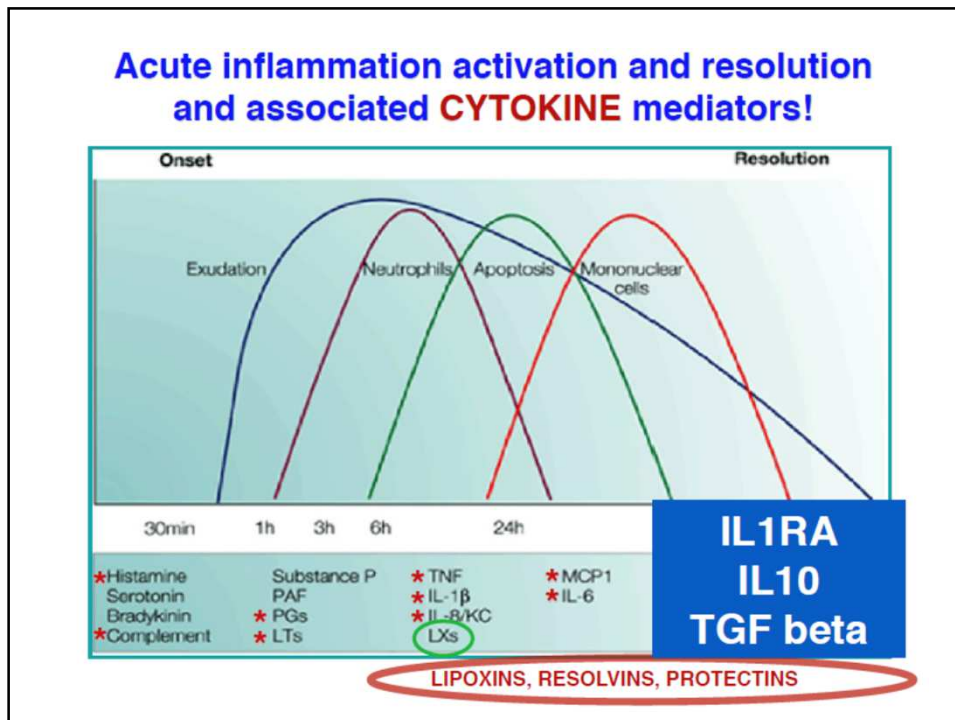 Acute inflammation activation and resolution
and associated CYTOKINE mediators!
Onset
Resolution
Exudation
Neutrophils
Apoptosis
Mononuclear
cells
30min
1h
3h
6h
24h
*Histamine
Serotonin
Bradykinin
*Complement
Substance P
PAF
*PGs
*LTs
*TNF
*IL-1β
*IL-8/KC
LXs
*MCP1
*IL-6
IL1RA
IL10
TGF beta
LIPOXINS, RESOLVINS, PROTECTINS